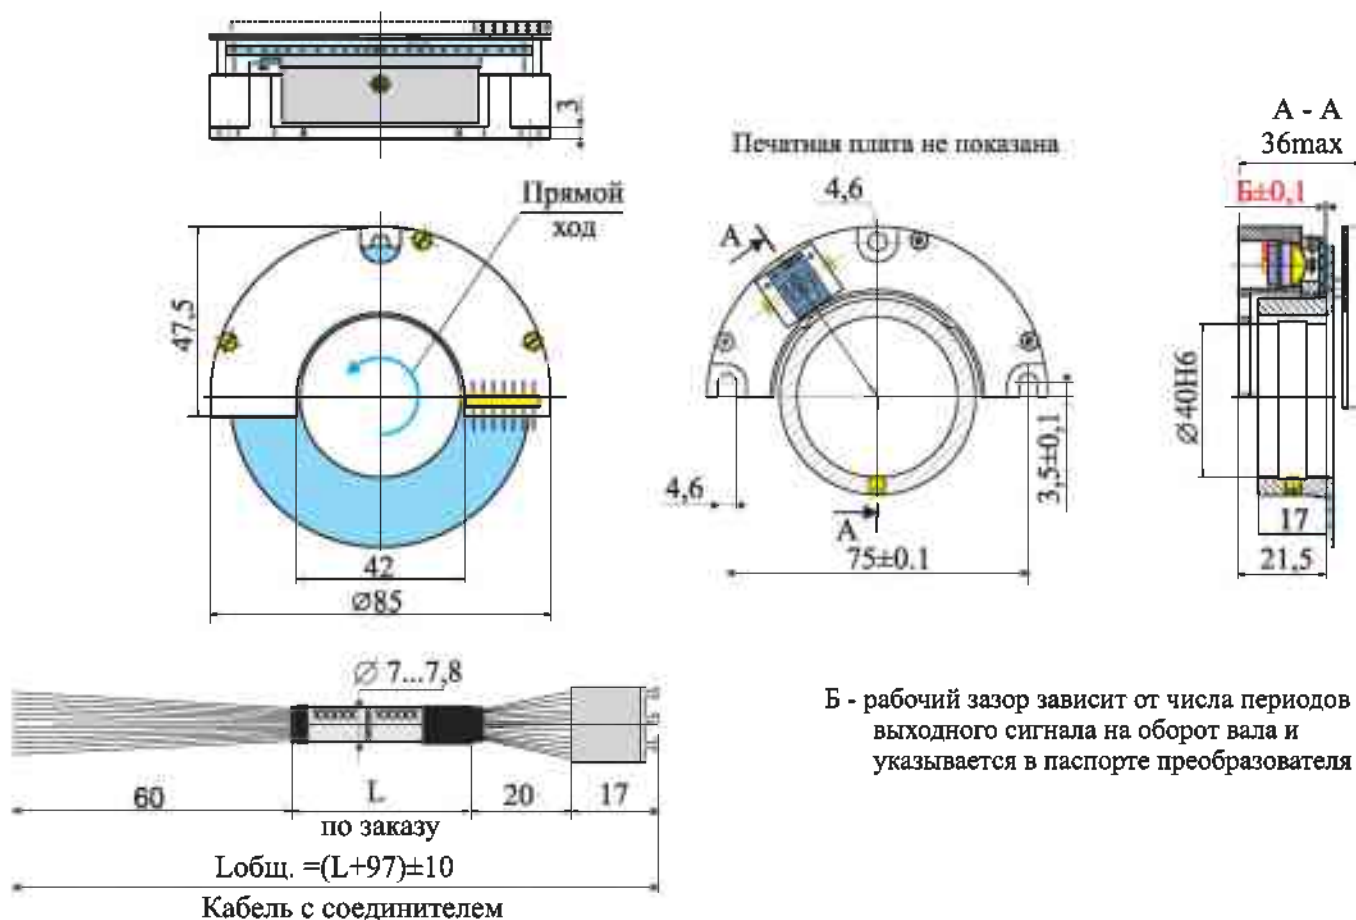 3
Прямой
ход
47,5
42
Ø85
Печатная плата не показана
4,6
А
4,6
А
75±0.1
3,5±0,1
А - А
36max
Б±0,1
Ø40H6
17
21,5
Ø 7...7,8
60
L
20
17
по заказу
Lобщ. =(L+97)±10
Кабель с соединителем
Б - рабочий зазор зависит от числа периодов
выходного сигнала на оборот вала и
указывается в паспорте преобразователя